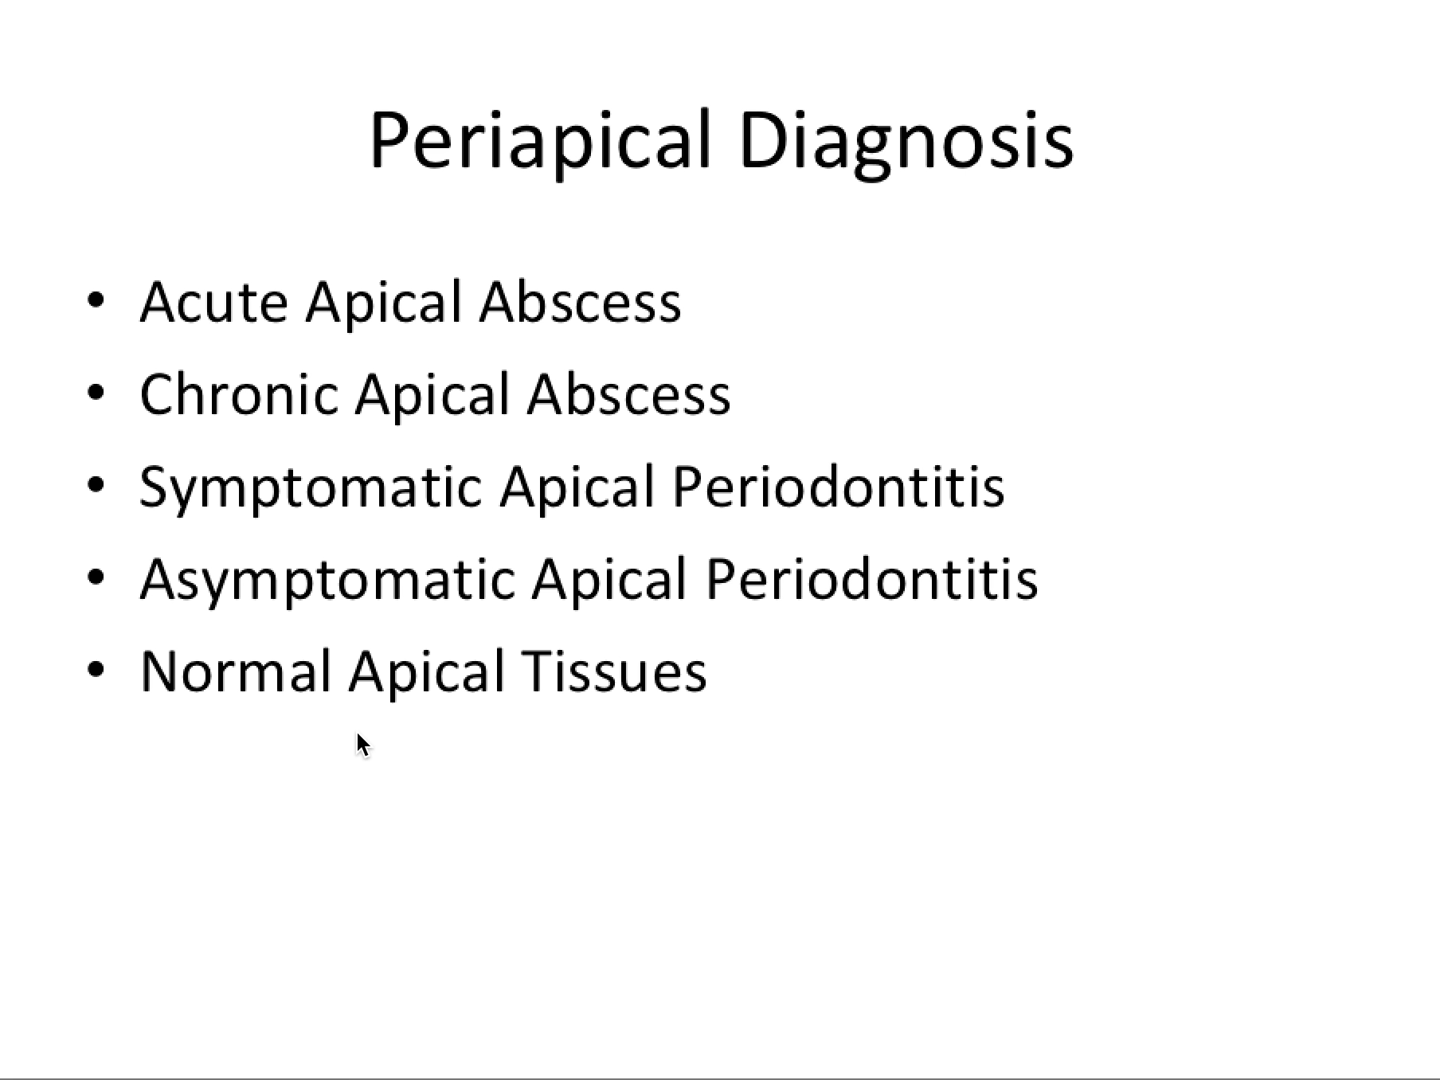 Periapical Diagnosis
• Acute Apical Abscess
• Chronic Apical Abscess
• Symptomatic Apical Periodontitis
• Asymptomatic Apical Periodontitis
• Normal Apical Tissues